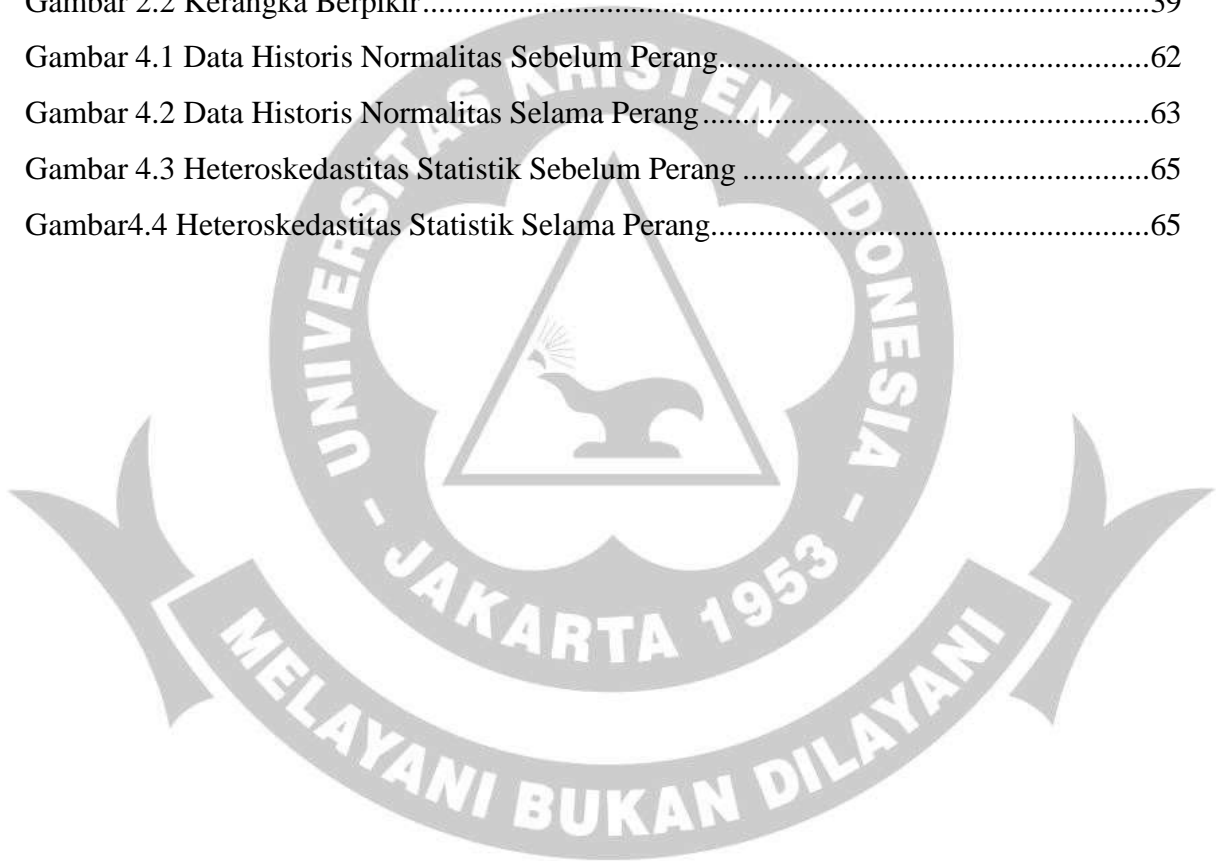 Gambar 2.2 Kerangka Berpikir....................................................................................................39
Gambar 4.1 Data Historis Normalitas Sebelum Perang.........................................................62
Gambar 4.2 Data Historis Normalitas Selama Perang...........................................................63
Gambar 4.3 Heteroskedastitas Statistik Sebelum Perang ......................................................65
Gambar4.4 Heteroskedastitas Statistik Selama Perang..........................................................65
UNIVERSITAS KRISTEN INDONESIA
- JAKARTA 1953 -
MELAYANI BUKAN DILAYANI